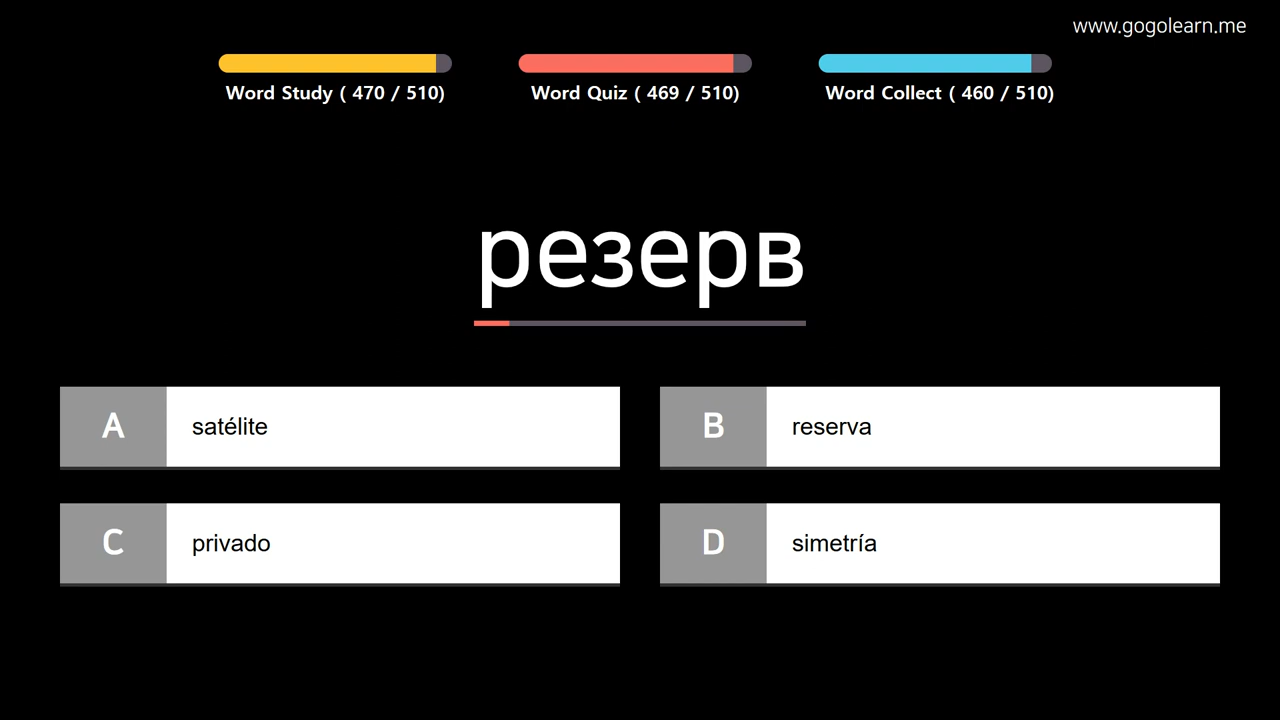 www.gogolearn.me
Word Study ( 470 / 510)
Word Quiz ( 469 / 510)
Word Collect ( 460 / 510)
резерв
A satélite
B reserva
C privado
D simetría